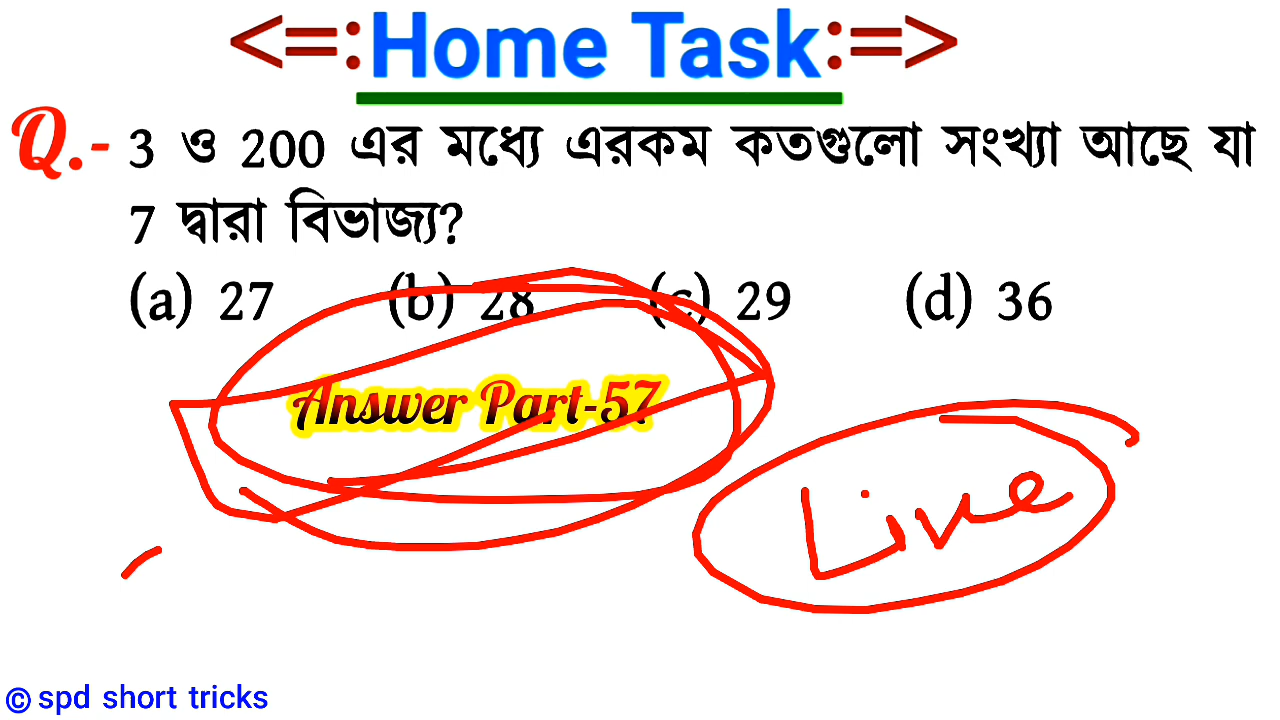 <=:Home Task:=>
Q.- 3 ও 200 এর মধ্যে এরকম কতগুলো সংখ্যা আছে যা
7 দ্বারা বিভাজ্য?
(a) 27 (b) 28 (c) 29 (d) 36
Answer Part-57
Live
© spd short tricks